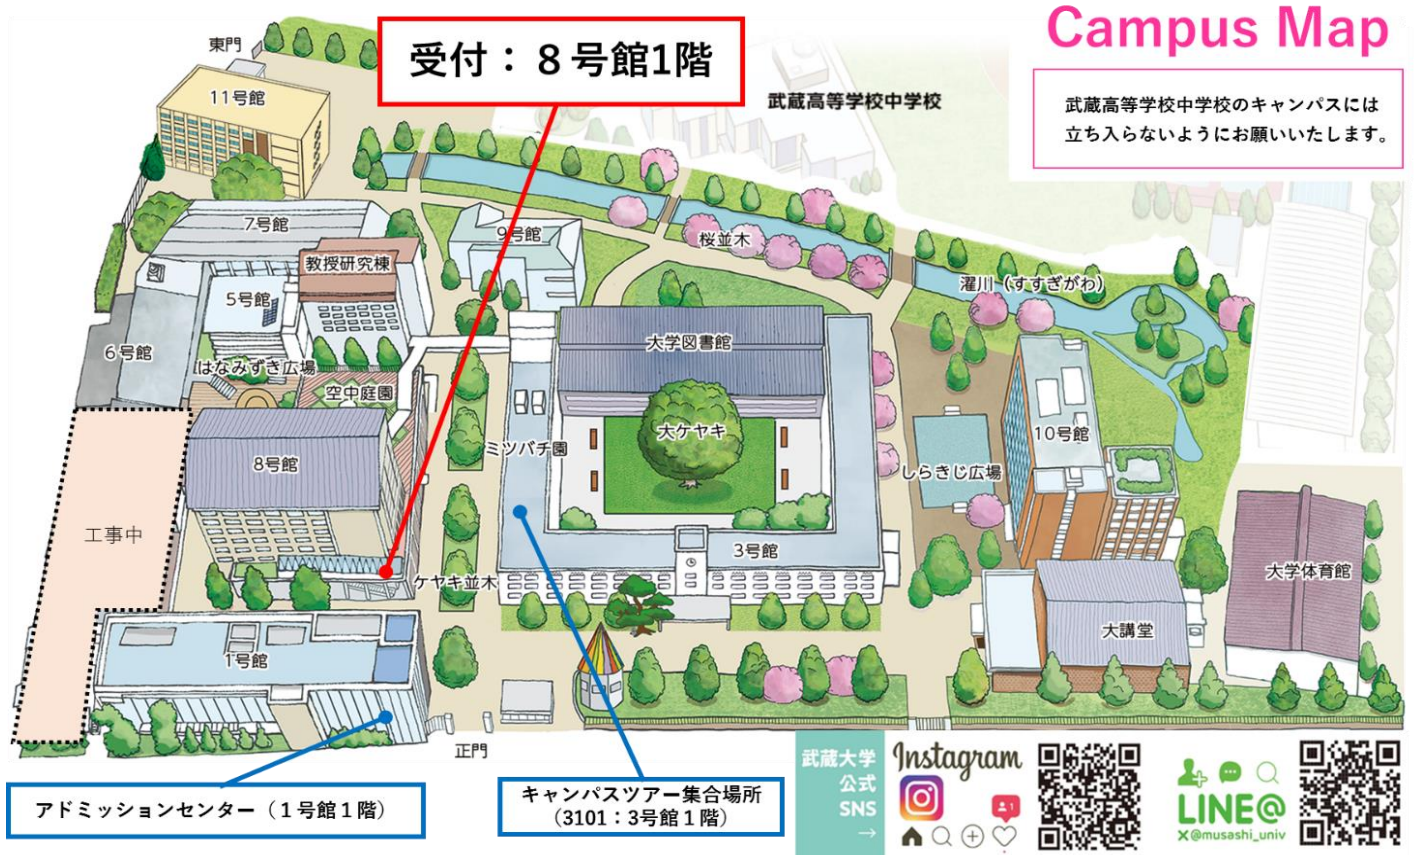 Campus Map
受付：８号館1階
武蔵高等学校中学校のキャンパスには
立ち入らないようにお願いいたします。
東門
11号館
武蔵高等学校中学校
7号館
9号館
桜並木
教授研究棟
濯川（すすぎがわ）
5号館
大学図書館
6号館
はなみずき広場
空中庭園
大ケヤキ
10号館
ミツバチ園
8号館
しらきじ広場
工事中
3号館
大学体育館
ケヤキ並木
大講堂
1号館
正門
アドミッションセンター（１号館１階）
キャンパスツアー集合場所
（3101：3号館１階）
武蔵大学
公式
SNS
→
Instagram
1
LINE@
X@musashi_univ